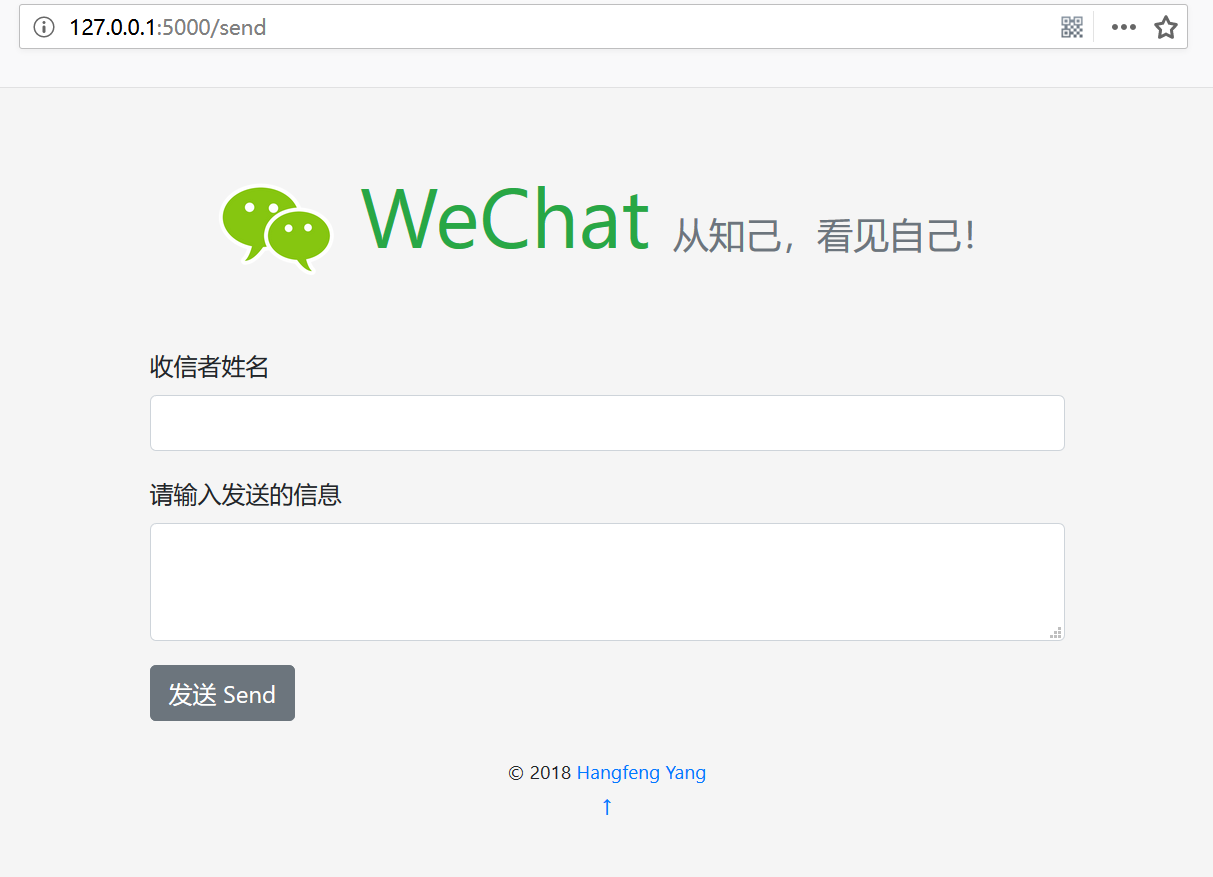 127.0.0.1:5000/send
WeChat 从知己，看见自己！
收信者姓名
请输入发送的信息
发送 Send
© 2018 Hangfeng Yang
↑